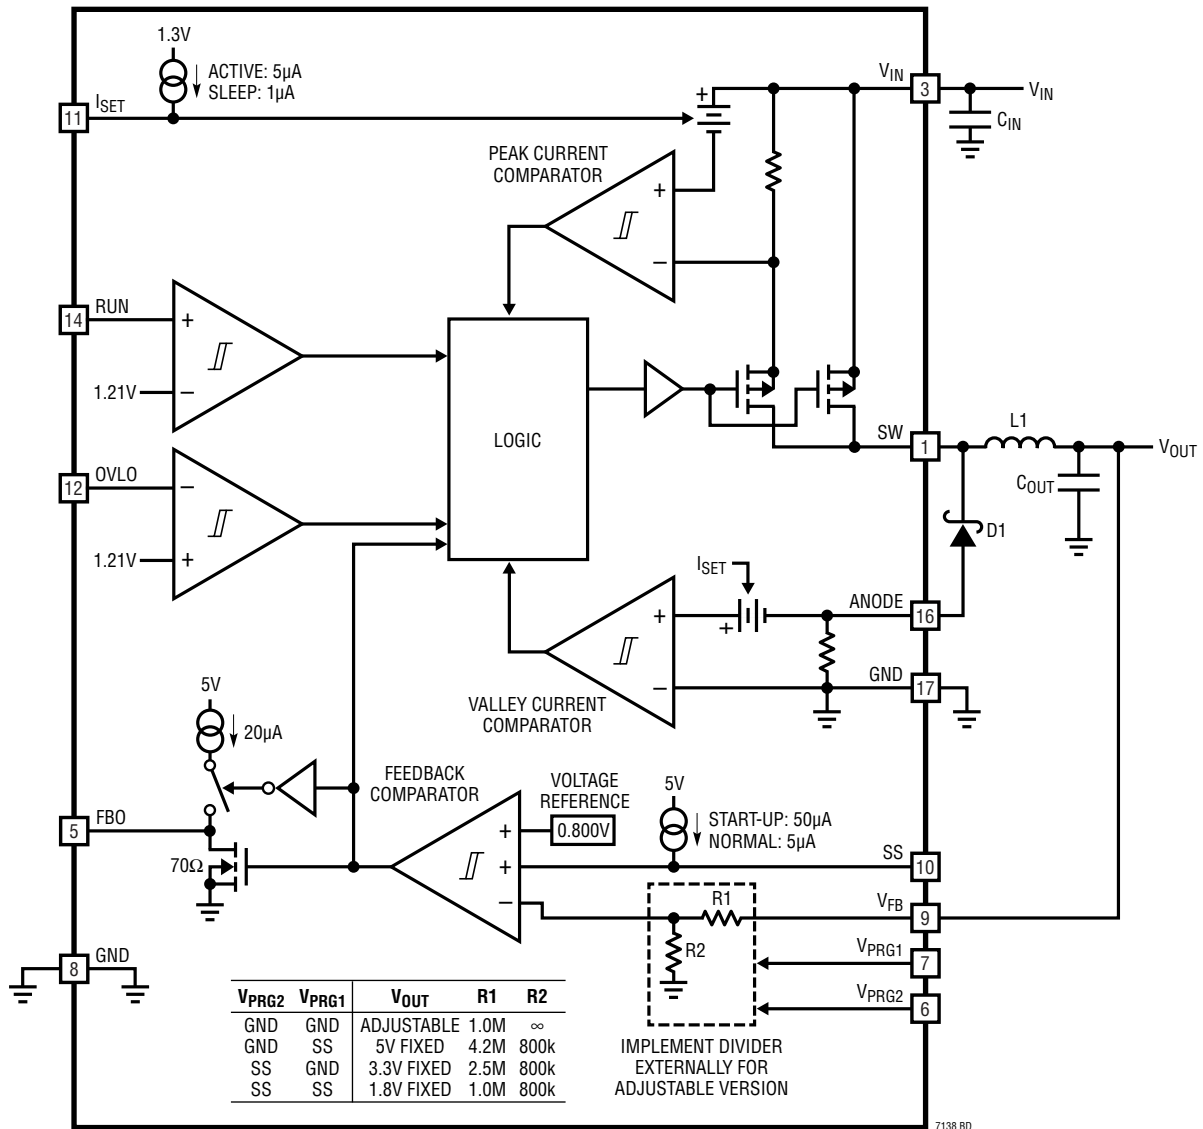 1.3V
ACTIVE: 5µA
SLEEP: 1µA
ISET
11
VIN
3
VIN
CIN
+
PEAK CURRENT
COMPARATOR
+
−
RUN
14
+
1.21V
−
LOGIC
OVLO
12
−
1.21V
+
SW
1
L1
VOUT
COUT
D1
ISET
ANODE
16
+
+
−
GND
17
VALLEY CURRENT
COMPARATOR
5V
20µA
FEEDBACK
COMPARATOR
VOLTAGE
REFERENCE
0.800V
5V
START-UP: 50µA
NORMAL: 5µA
FBO
5
70Ω
+
+
−
SS
10
R1
VFB
9
R2
VPRG1
7
VPRG2
6
GND
8
VPRG2 VPRG1 VOUT R1 R2
GND GND ADJUSTABLE 1.0M ∞
GND SS 5V FIXED 4.2M 800k
SS GND 3.3V FIXED 2.5M 800k
SS SS 1.8V FIXED 1.0M 800k
IMPLEMENT DIVIDER
EXTERNALLY FOR
ADJUSTABLE VERSION
7138 BD